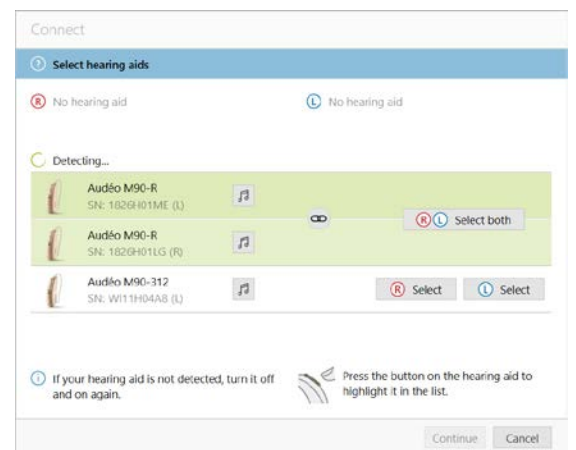 Connect
Select hearing aids
R No hearing aid
L No hearing aid
Detecting...
Audéo M90-R
SN: 1826H01ME (L)
R L Select both
Audéo M90-R
SN: 1826H01LG (R)
Audéo M90-312
SN: WI11H04A8 (L)
R Select
L Select
If your hearing aid is not detected, turn it off
and on again.
Press the button on the hearing aid to
highlight it in the list.
Continue
Cancel